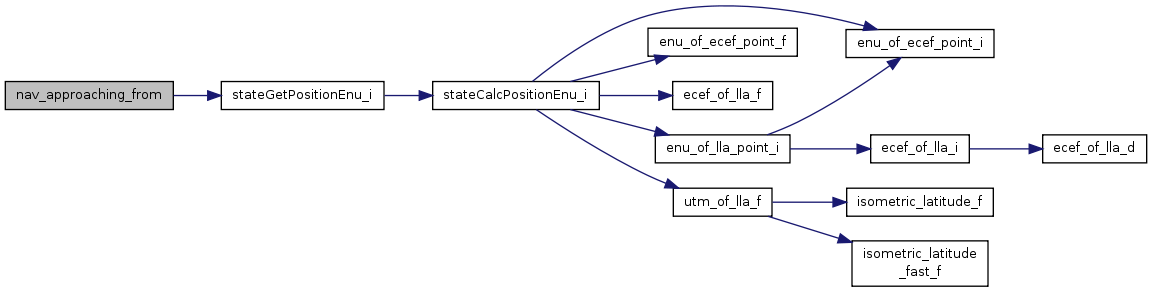 nav_approaching_from
stateGetPositionEnu_i
stateCalcPositionEnu_i
enu_of_ecef_point_f
enu_of_ecef_point_i
ecef_of_lla_f
enu_of_lla_point_i
ecef_of_lla_i
ecef_of_lla_d
utm_of_lla_f
isometric_latitude_f
isometric_latitude
_fast_f